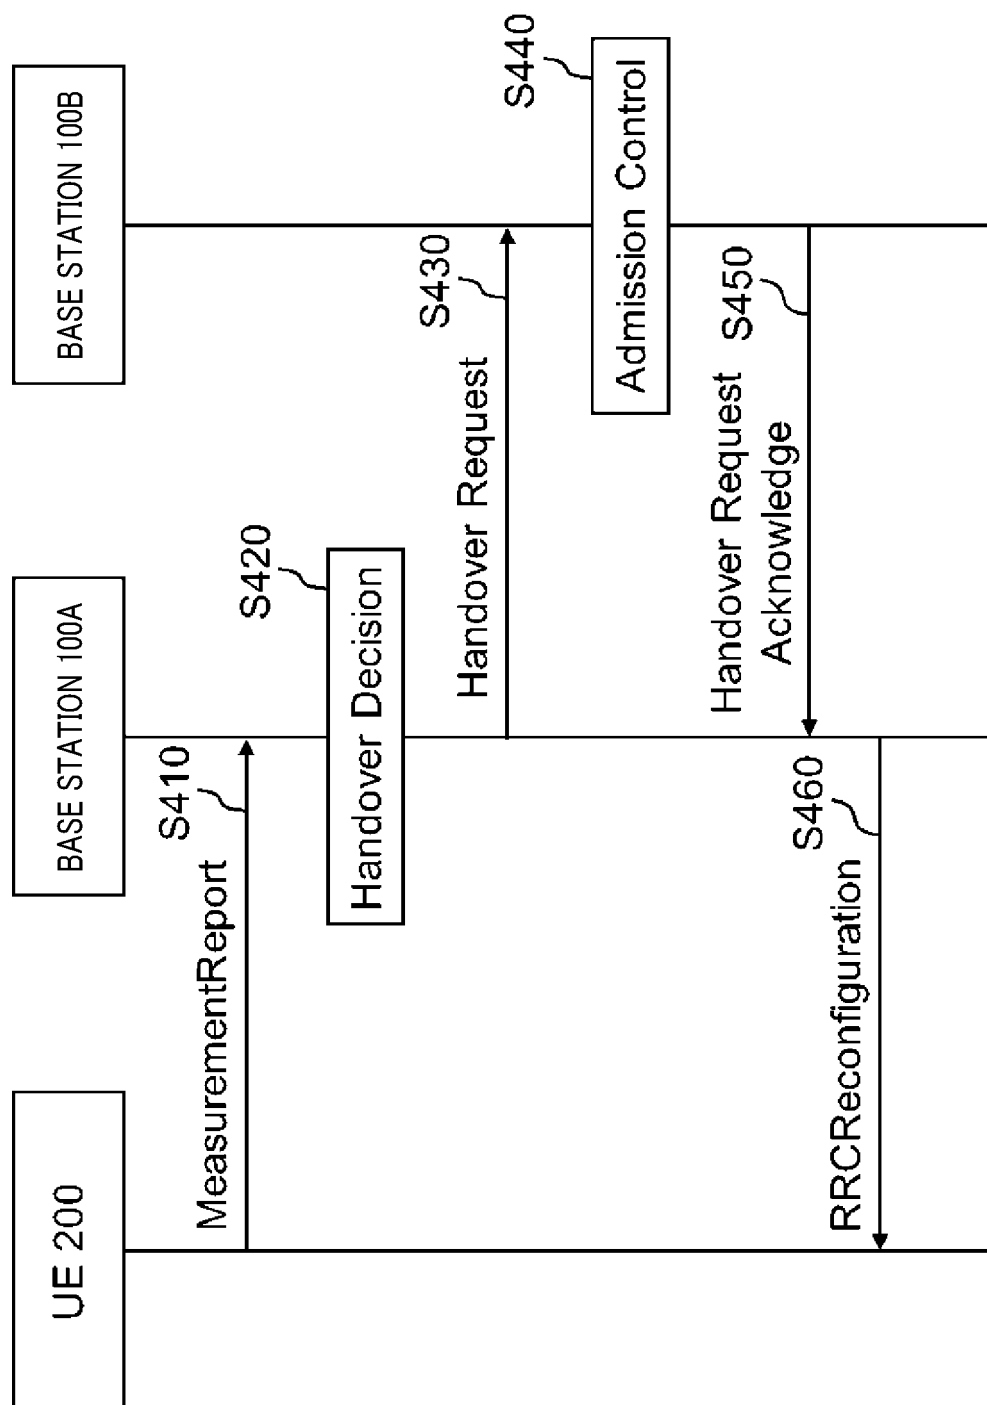 UE 200
BASE STATION 100A
BASE STATION 100B
MeasurementReport
S410
Handover Decision
S420
Handover Request
S430
Admission Control
S440
Handover Request
Acknowledge
S450
RRCReconfiguration
S460